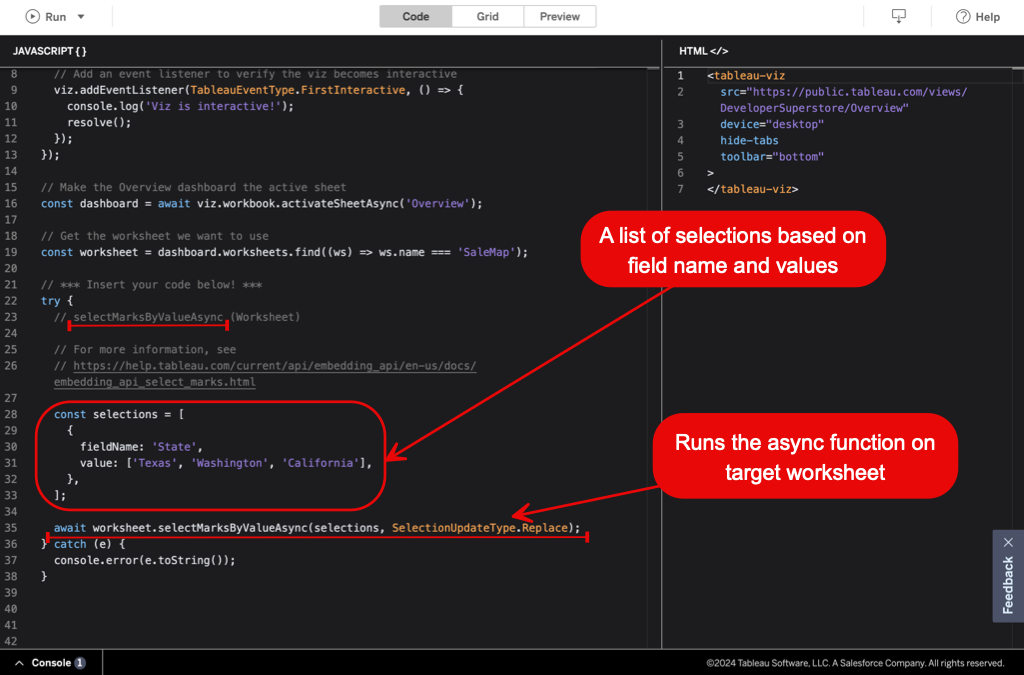 Run
Code
Grid
Preview
Help
JAVASCRIPT { }
8 // Add an event listener to verify the viz becomes interactive
9 viz.addEventListener(TableauEventType.FirstInteractive, () => {
10 console.log('Viz is interactive!');
11 resolve();
12 });
13 });
14
15 // Make the Overview dashboard the active sheet
16 const dashboard = await viz.workbook.activateSheetAsync('Overview');
17
18 // Get the worksheet we want to use
19 const worksheet = dashboard.worksheets.find((ws) => ws.name === 'SaleMap');
20
21 // *** Insert your code below! ***
22 try {
23 // selectMarksByValueAsync (Worksheet)
24
25 // For more information, see
26 // https://help.tableau.com/current/api/embedding_api/en-us/docs/
embedding_api_select_marks.html
27
28 const selections = [
29 {
30 fieldName: 'State',
31 value: ['Texas', 'Washington', 'California'],
32 },
33 ];
34
35 await worksheet.selectMarksByValueAsync(selections, SelectionUpdateType.Replace);
36 } catch (e) {
37 console.error(e.toString());
38 }
39
40
41
42
HTML </>
1 <tableau-viz
2 src="https://public.tableau.com/views/
DeveloperSuperstore/Overview"
3 device="desktop"
4 hide-tabs
5 toolbar="bottom"
6 >
7 </tableau-viz>
A list of selections based on
field name and values
Runs the async function on
target worksheet
Feedback
Console 1
©2024 Tableau Software, LLC. A Salesforce Company. All rights reserved.